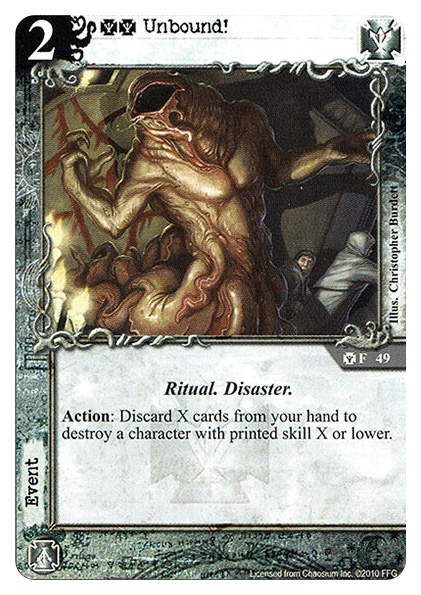 2 Unbound!
Illus. Christopher Burdett
F 49
Ritual. Disaster.
Action: Discard X cards from your hand to
destroy a character with printed skill X or lower.
Event
Licensed from Chaosium Inc. ©2010 FFG